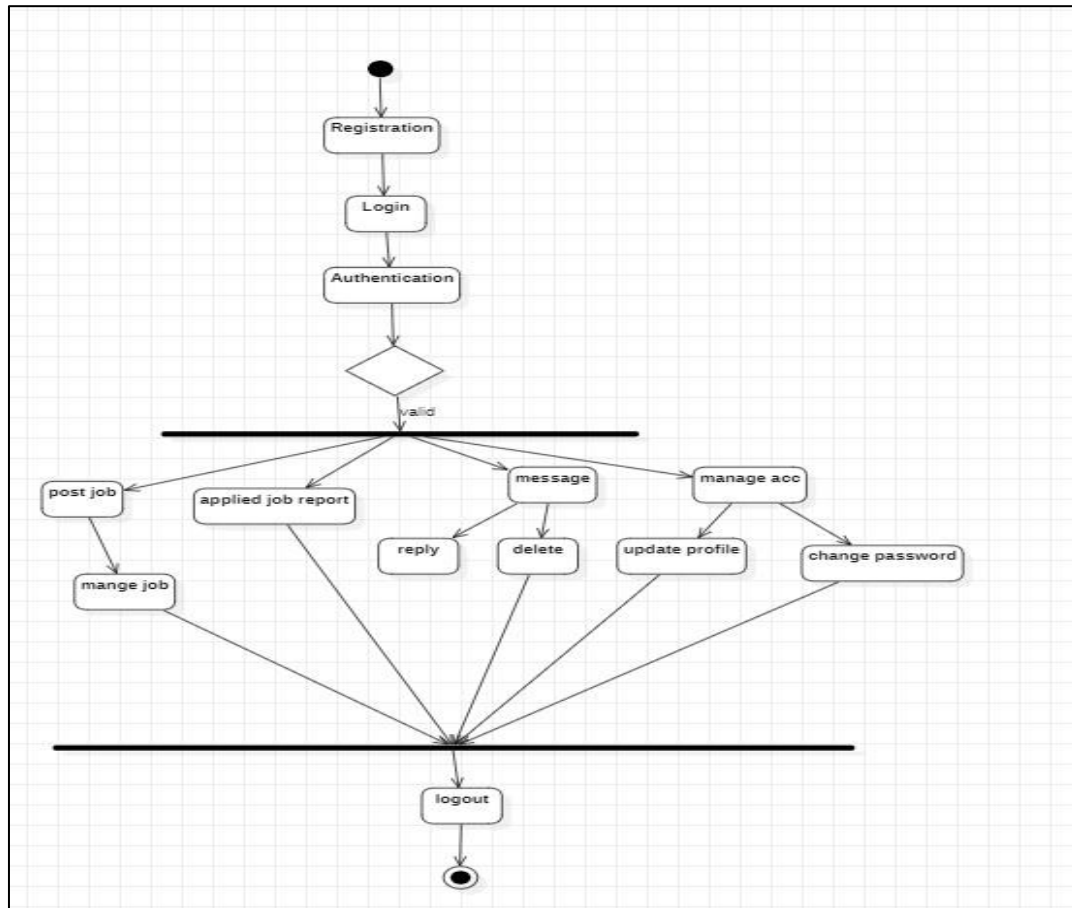 Registration
Login
Authentication
valid
post job
applied job report
message
manage acc
reply
delete
update profile
change password
mange job
logout